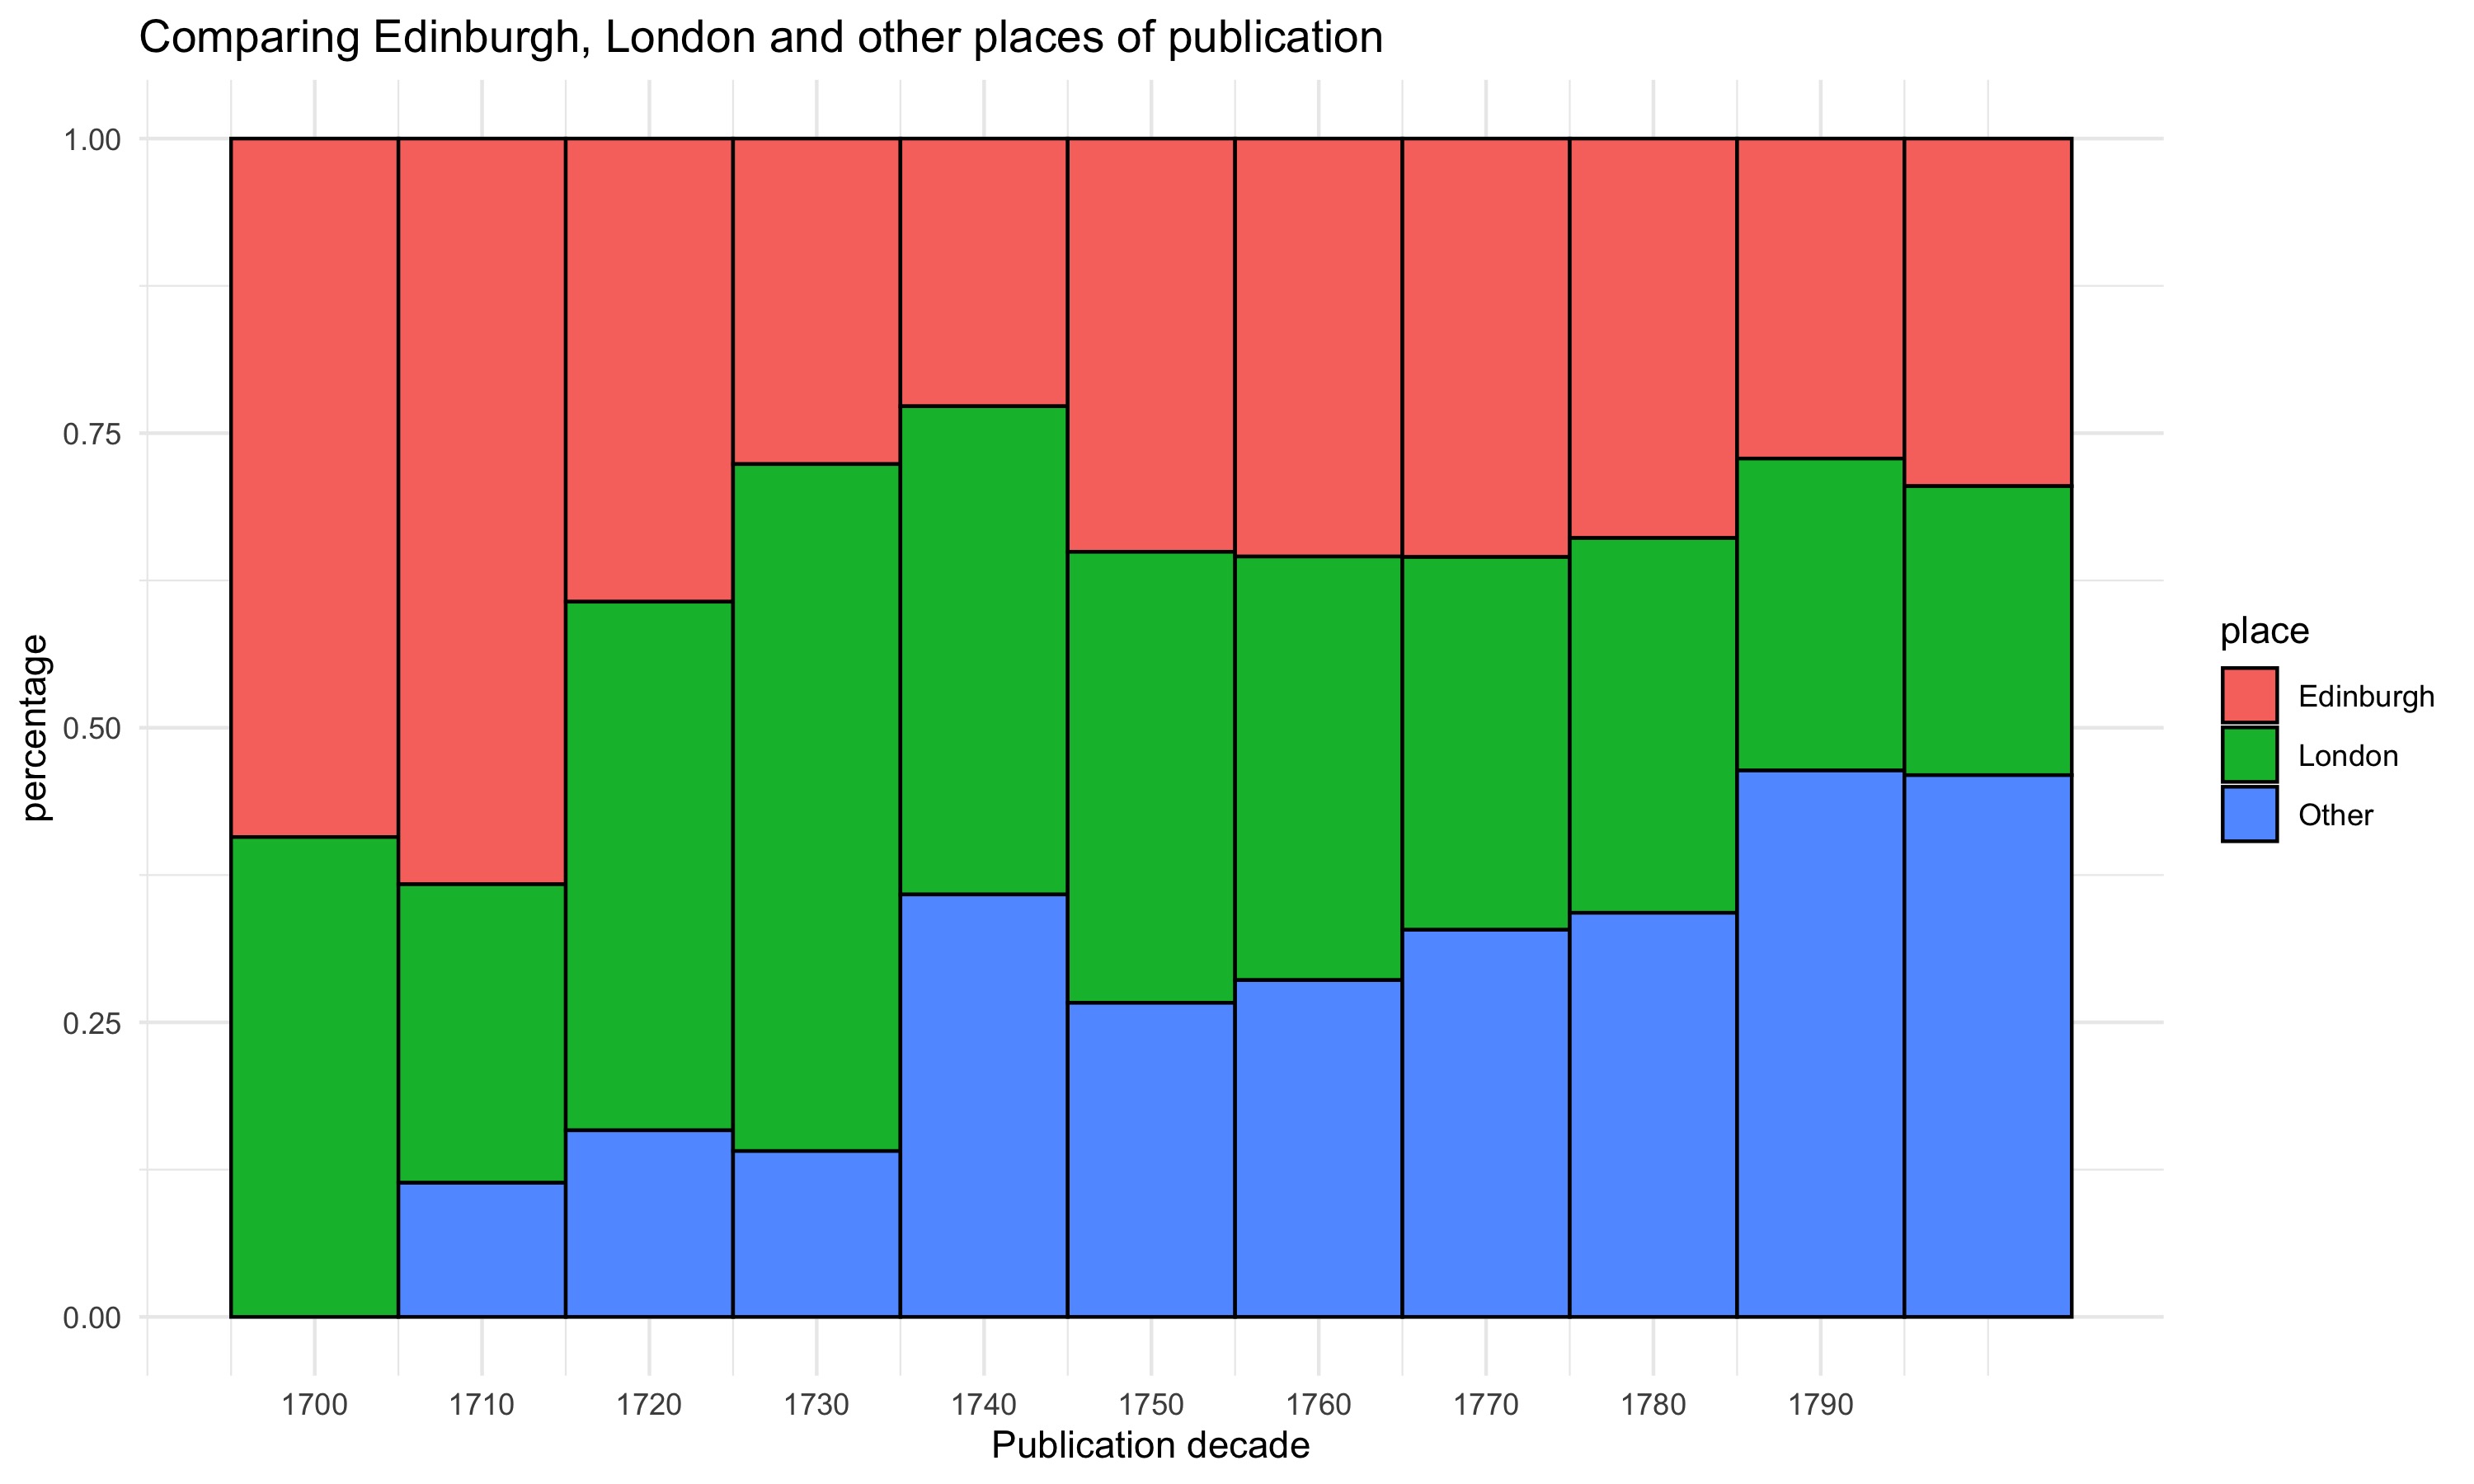 Comparing Edinburgh, London and other places of publication
percentage
1.00
0.75
0.50
0.25
0.00
1700 1710 1720 1730 1740 1750 1760 1770 1780 1790
Publication decade
place
Edinburgh
London
Other